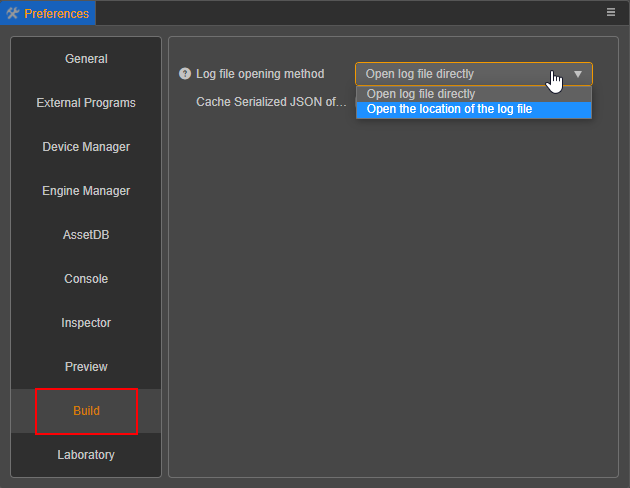 Preferences
General
External Programs
Device Manager
Engine Manager
AssetDB
Console
Inspector
Preview
Build
Laboratory
? Log file opening method
Open log file directly
Cache Serialized JSON of...
Open log file directly
Open the location of the log file